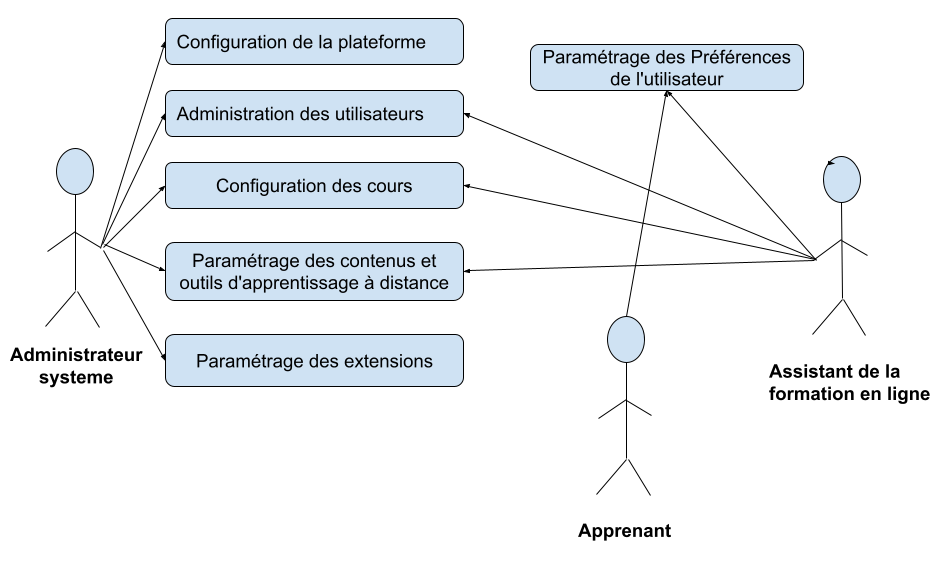 Configuration de la plateforme
Paramétrage des Préférences
de l'utilisateur
Administration des utilisateurs
Configuration des cours
Paramétrage des contenus et
outils d'apprentissage à distance
Paramétrage des extensions
Administrateur
systeme
Assistant de la
formation en ligne
Apprenant